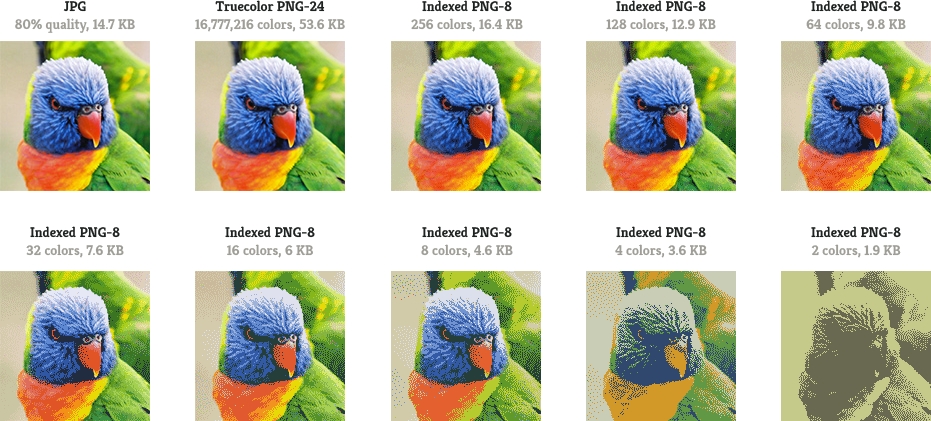 JPG
80% quality, 14.7 KB
Truecolor PNG-24
16,777,216 colors, 53.6 KB
Indexed PNG-8
256 colors, 16.4 KB
Indexed PNG-8
128 colors, 12.9 KB
Indexed PNG-8
64 colors, 9.8 KB
Indexed PNG-8
32 colors, 7.6 KB
Indexed PNG-8
16 colors, 6 KB
Indexed PNG-8
8 colors, 4.6 KB
Indexed PNG-8
4 colors, 3.6 KB
Indexed PNG-8
2 colors, 1.9 KB